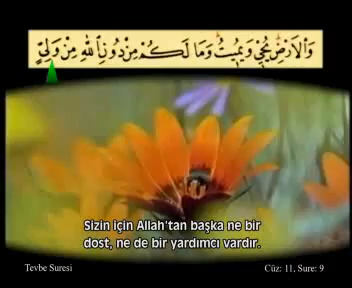 وَالْاَرْضِۜ يُحْي۪ وَيُم۪يتُۜ وَمَا لَكُمْ مِنْ دُونِ اللّٰهِ مِنْ وَلِيٍّ
Sizin için Allah'tan başka ne bir
dost, ne de bir yardımcı vardır.
Tevbe Suresi
Cüz: 11, Sure: 9